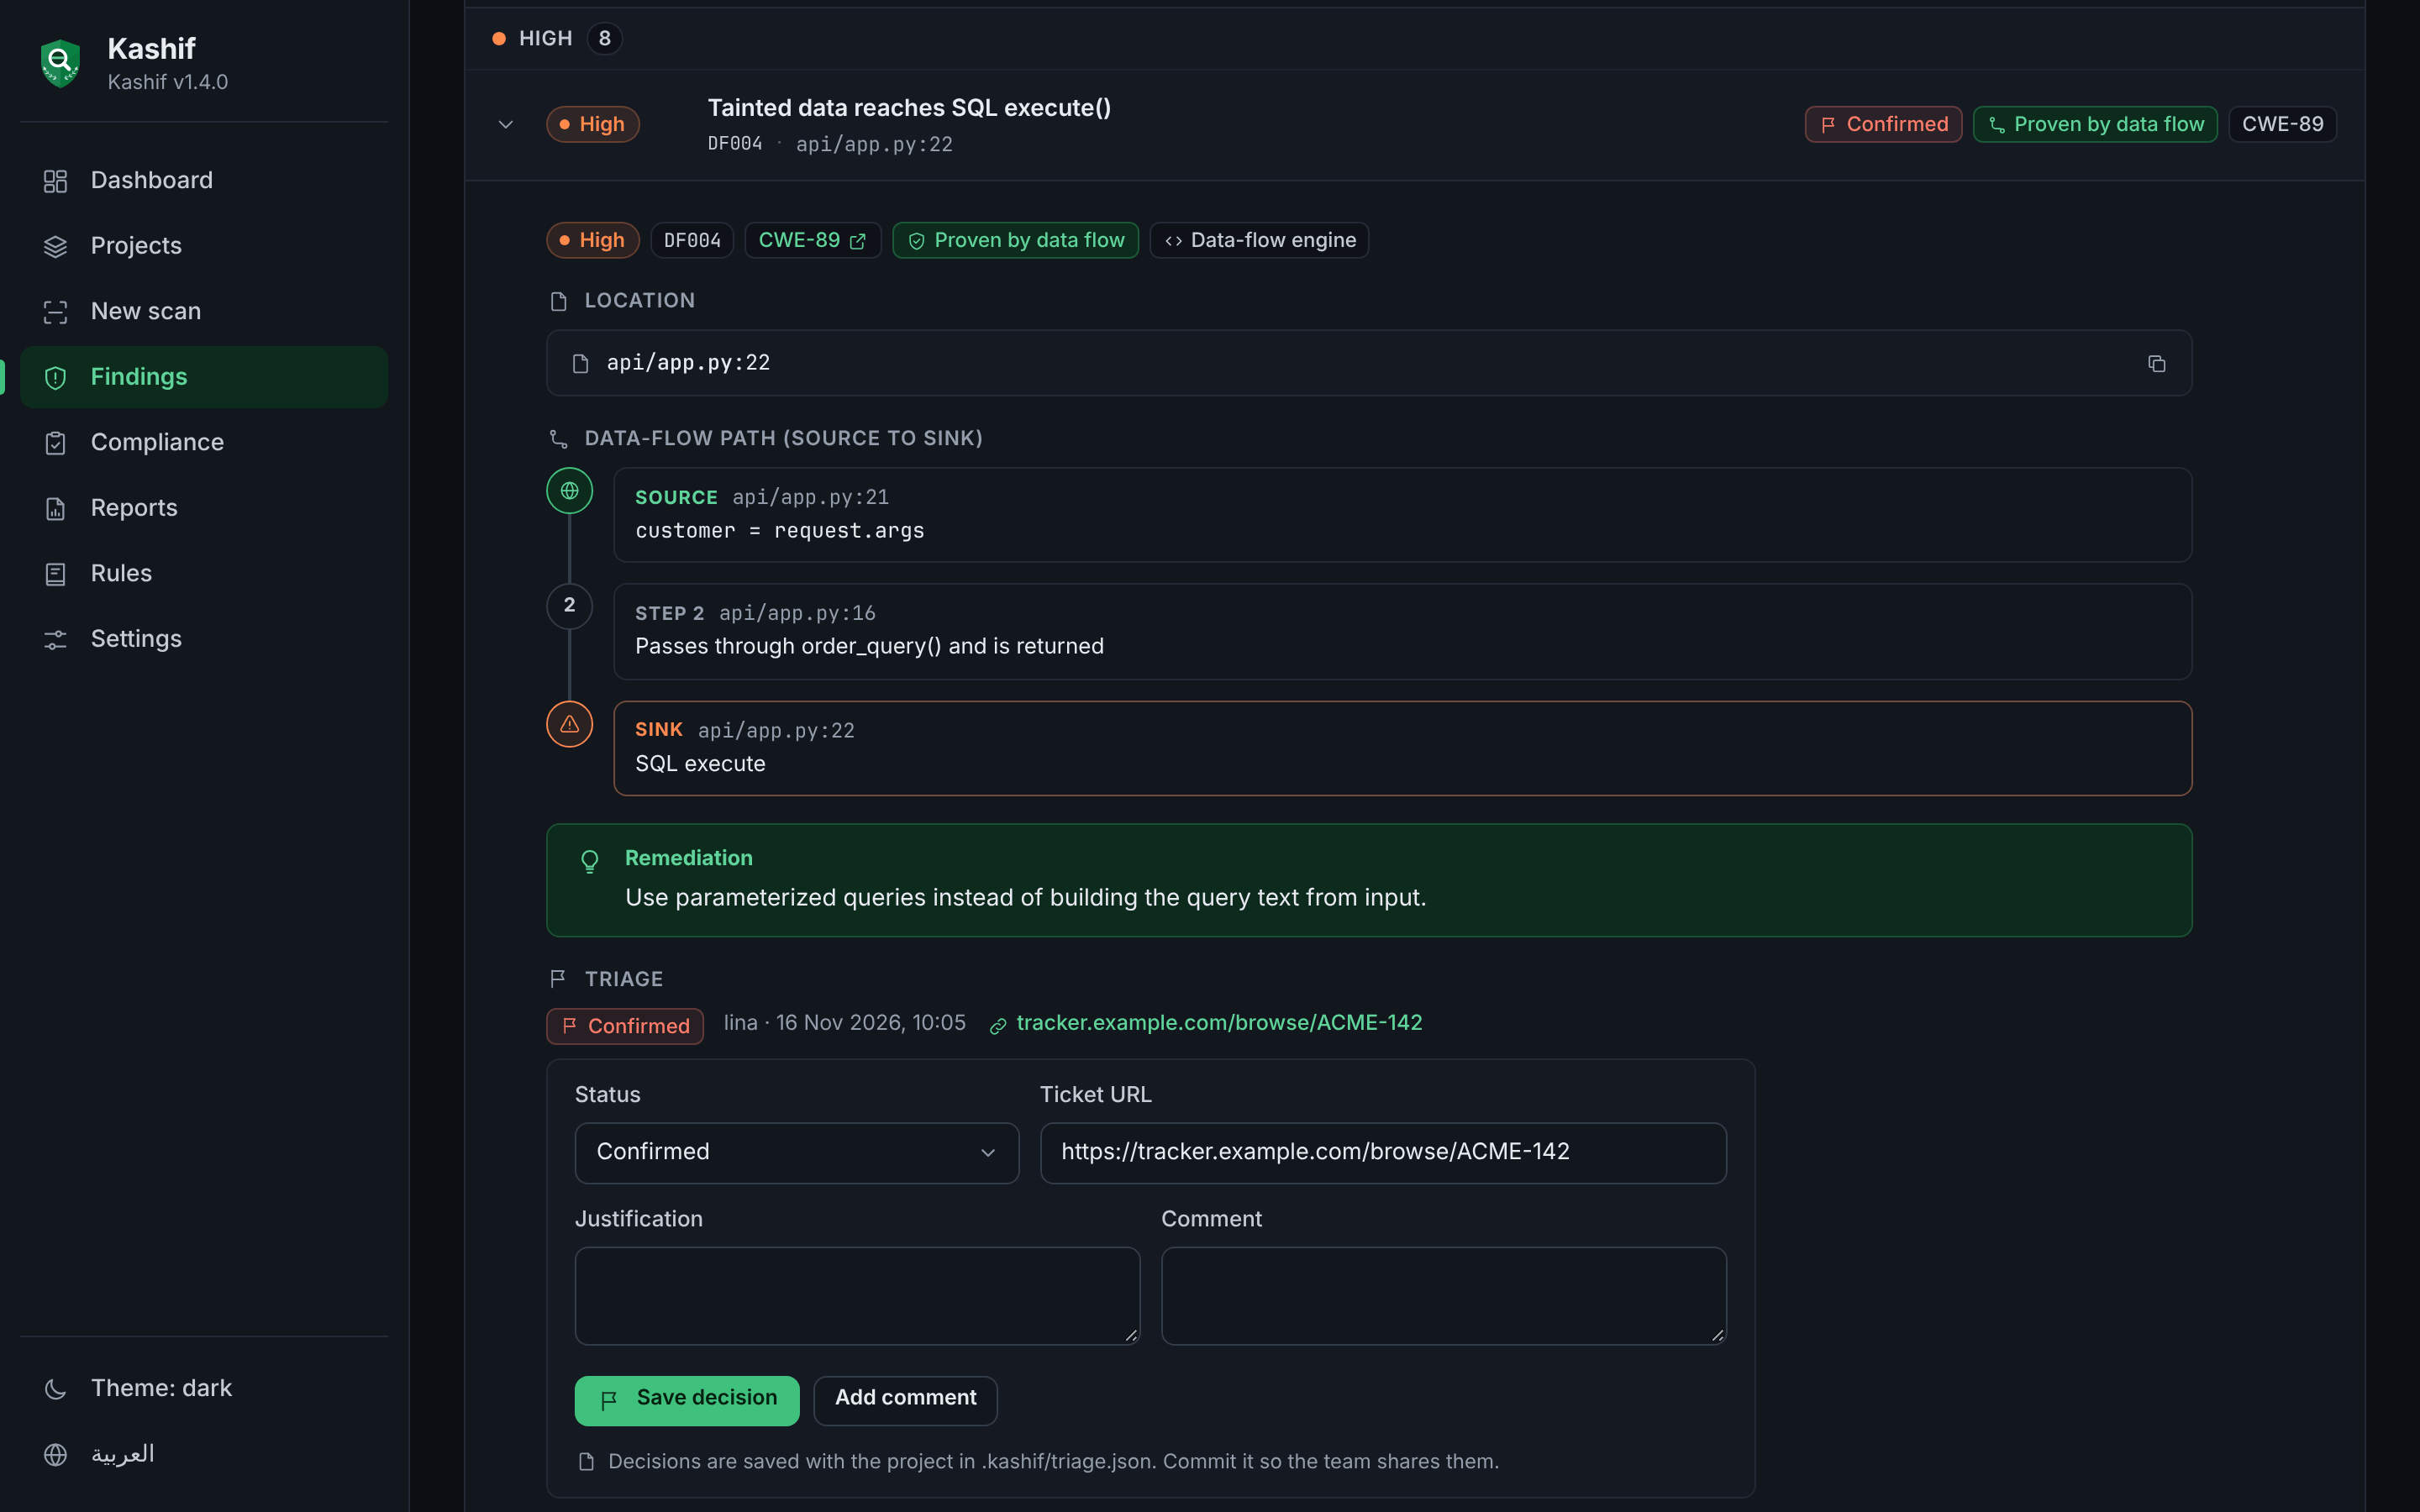 Kashif
Kashif v1.4.0
Dashboard
Projects
New scan
Findings
Compliance
Reports
Rules
Settings
Theme: dark
العربية
HIGH 8
High
Tainted data reaches SQL execute()
DF004 · api/app.py:22
Confirmed
Proven by data flow
CWE-89
High
DF004
CWE-89
Proven by data flow
Data-flow engine
LOCATION
api/app.py:22
DATA-FLOW PATH (SOURCE TO SINK)
SOURCE api/app.py:21
customer = request.args
2
STEP 2 api/app.py:16
Passes through order_query() and is returned
SINK api/app.py:22
SQL execute
Remediation
Use parameterized queries instead of building the query text from input.
TRIAGE
Confirmed lina · 16 Nov 2026, 10:05 tracker.example.com/browse/ACME-142
Status
Ticket URL
Confirmed
https://tracker.example.com/browse/ACME-142
Justification
Comment
Save decision
Add comment
Decisions are saved with the project in .kashif/triage.json. Commit it so the team shares them.